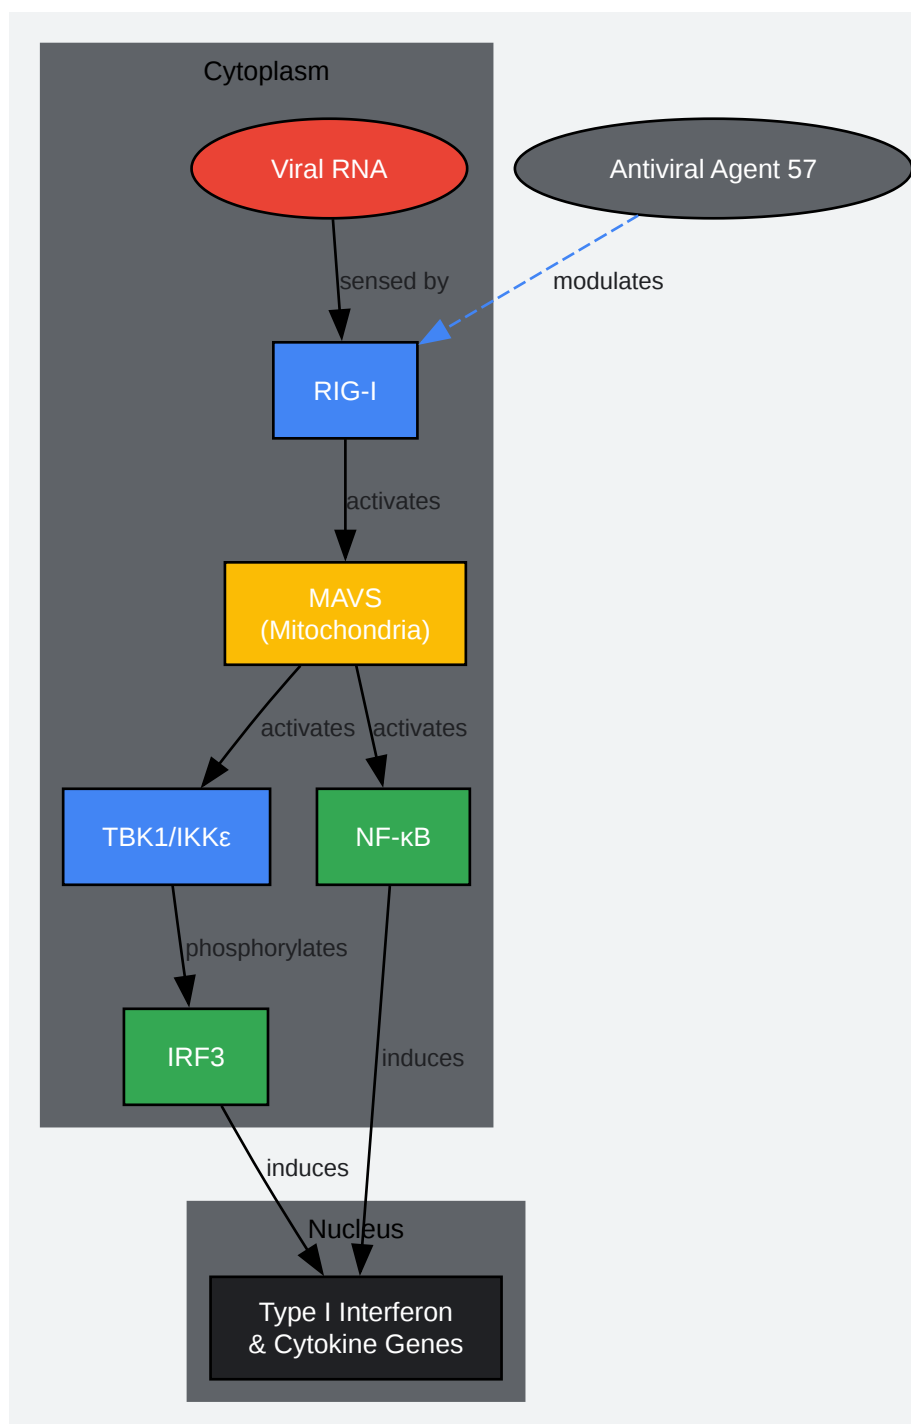 Cytoplasm
Viral RNA
Antiviral Agent 57
sensed by
modulates
RIG-I
activates
MAVS
(Mitochondria)
activates
activates
TBK1/IKKε
NF-κB
phosphorylates
IRF3
induces
induces
Nucleus
Type I Interferon
& Cytokine Genes